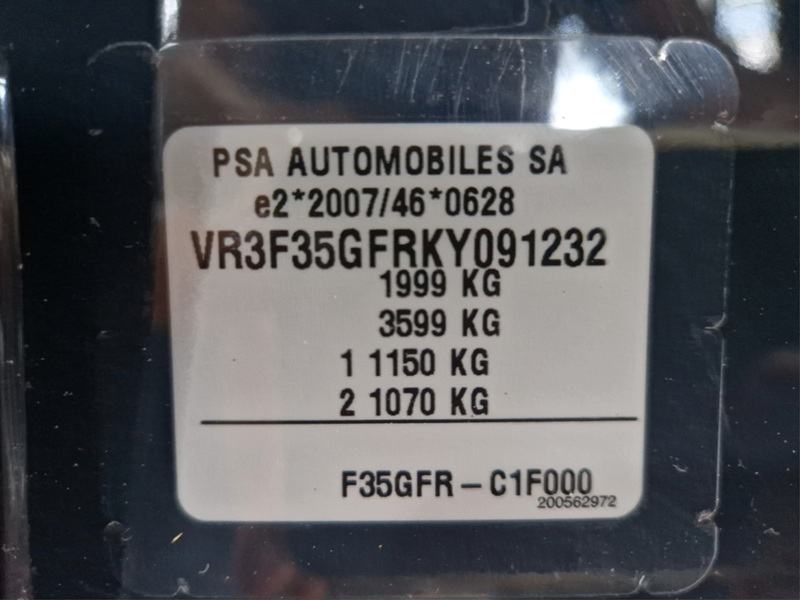 PSA AUTOMOBILES SA
e2*2007/46*0628
VR3F35GFRKY091232
1999 KG
3599 KG
1 1150 KG
2 1070 KG
F35GFR - C1F000
200562972